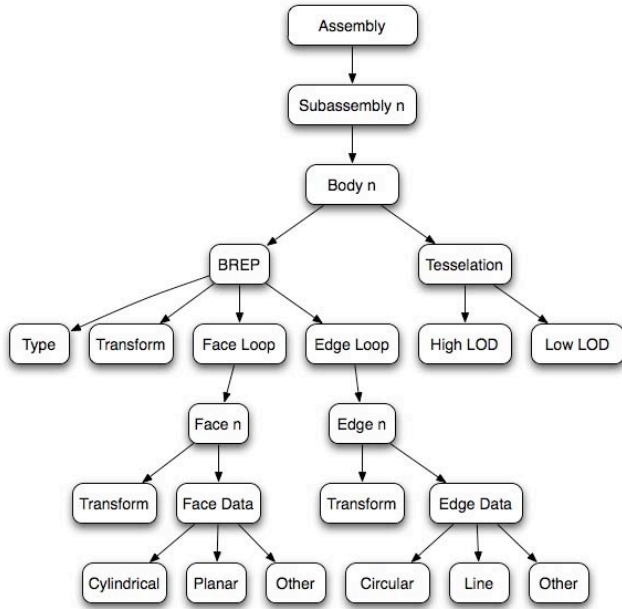 Assembly
Subassembly n
Body n
BREP
Tesselation
Type
Transform
Face Loop
Edge Loop
High LOD
Low LOD
Face n
Edge n
Transform
Face Data
Transform
Edge Data
Cylindrical
Planar
Other
Circular
Line
Other